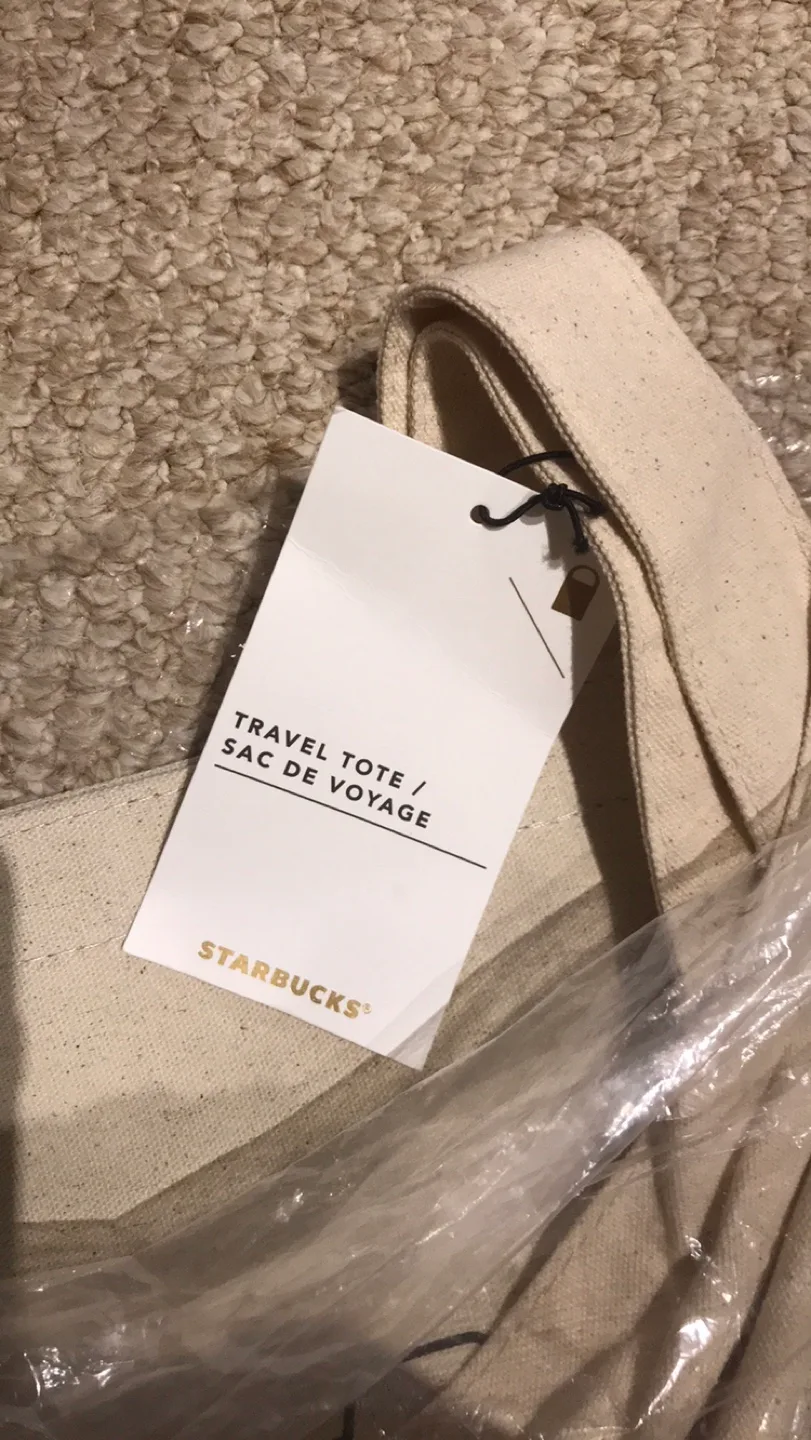 TRAVEL TOTE /
SAC DE VOYAGE
STARBUCKS®